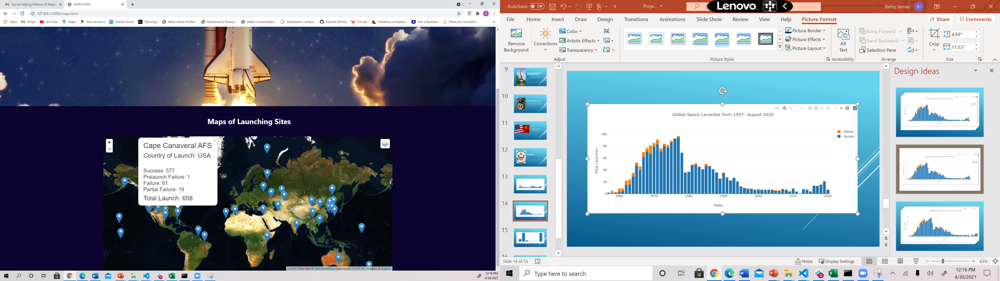 You're Helping Millions of People
MAPS.HTML
127.0.0.1:5000/maps.html
Apps
Gmail
YouTube
Maps
Your Account
School Solver
DocuSign
Betsy James Profile...
Dashboard | Bootca...
https://www.fednet...
Dashboard :: Anaco...
Explore GitHub
Git Lab
Checkout Complete...
Ask a Question
What are .NumberF...
»
Maps of Launching Sites
+
−
Cape Canaveral AFS
Country of Launch: USA
Success: 577
Prelaunch Failure: 1
Failure: 61
Partial Failure: 19
Total Launch: 658
Leaflet | Map data © OpenStreetMap contributors, CC-BY-SA, Imagery © Mapbox
12:16 PM
4/30/2021
AutoSave Off
Proje...
Lenovo
Betsy James
BJ
File
Home
Insert
Draw
Design
Transitions
Animations
Slide Show
Review
View
Help
Picture Format
Share
Comments
Remove
Background
Corrections
Color
Artistic Effects
Transparency
Adjust
Picture Styles
Picture Border
Picture Effects
Picture Layout
Alt
Text
Accessibility
Bring Forward
Send Backward
Selection Pane
Arrange
Crop
4.69"
11.53"
Size
9
10
11
12
13
14
15
16
Global Space Launches from 1957- August 2020
Failure
Sucess
100
80
60
40
20
0
Total Launches
1960
1970
1980
1990
2000
2010
2020
Years
Design Ideas
Slide 14 of 16
Notes
Display Settings
63%
Type here to search
12:16 PM
4/30/2021